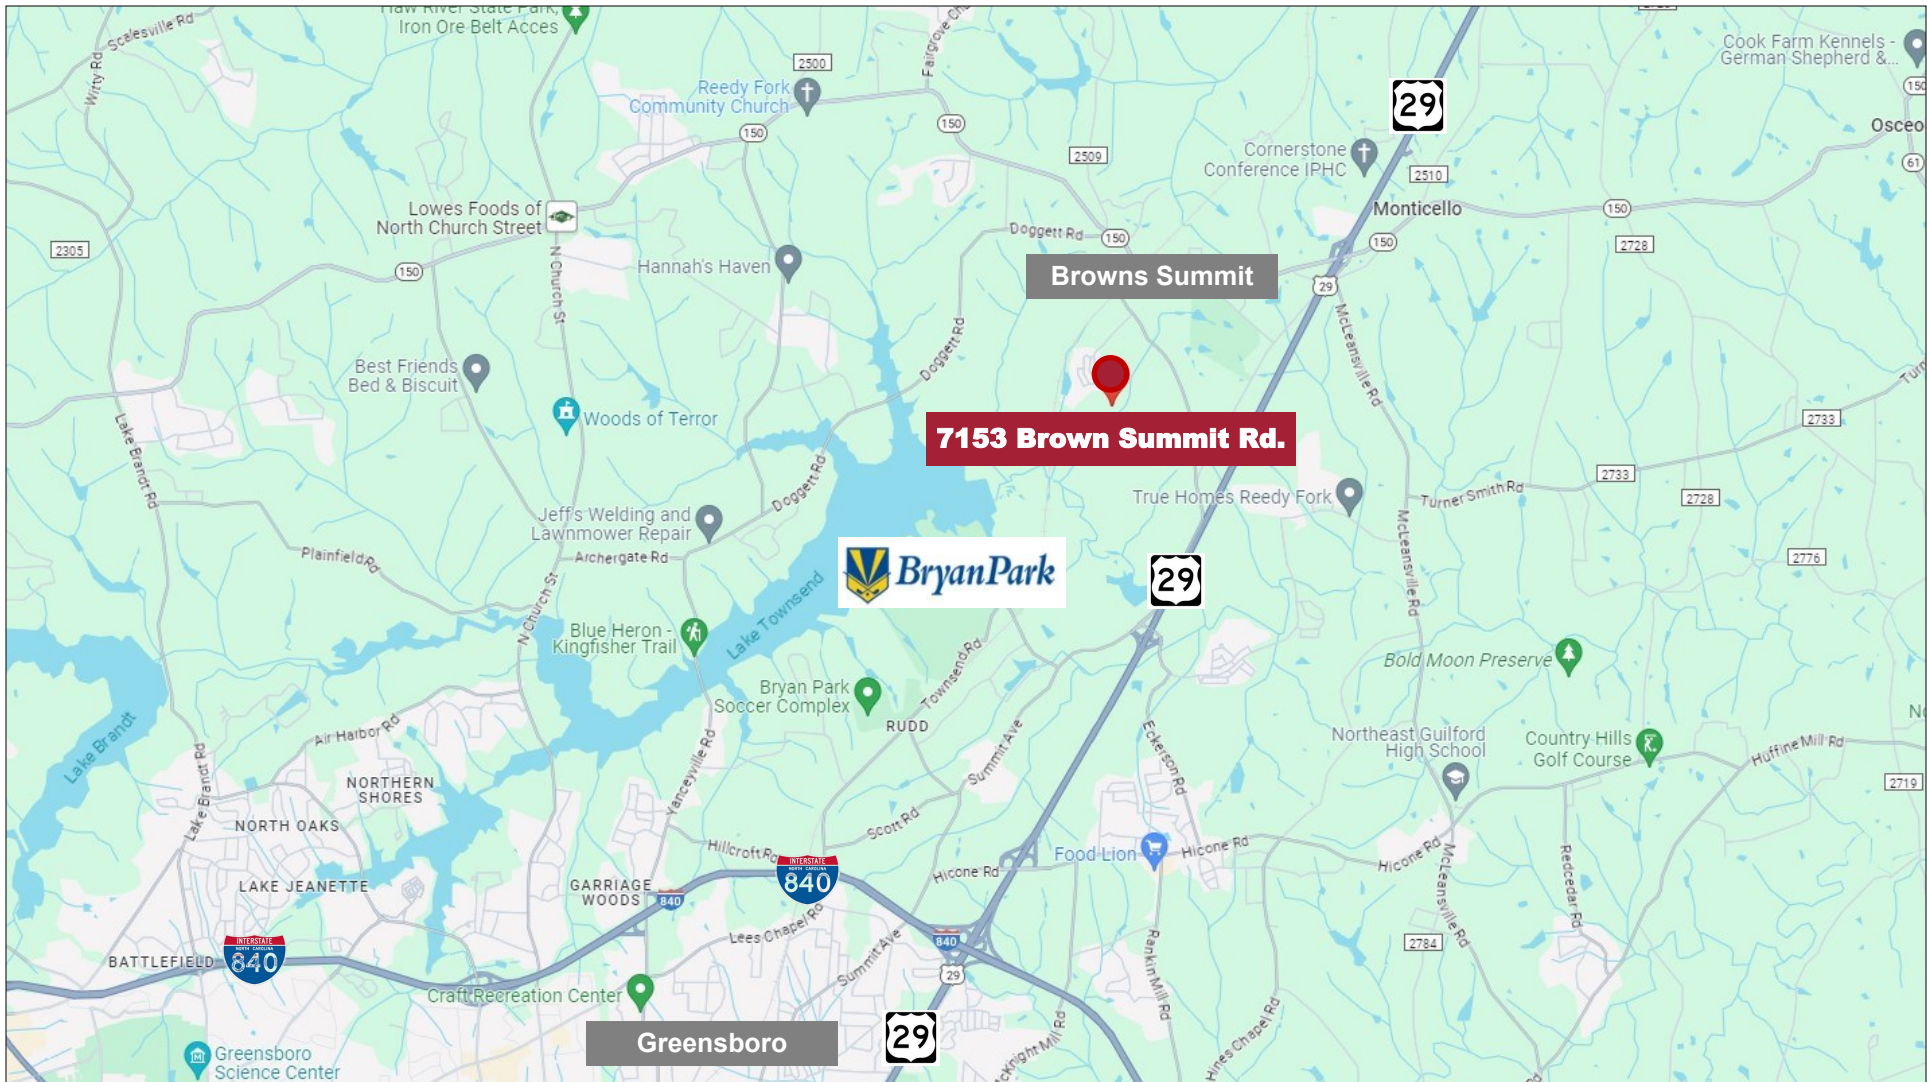 Haw River State Park,
Iron Ore Belt Acces
Scalesville Rd
Witty Rd
2500
Reedy Fork
Community Church
150
150
Cook Farm Kennels -
German Shepherd &...
29
Osceo
61
2509
Cornerstone
Conference IPHC
2510
Monticello
150
150
2728
Lowes Foods of
North Church Street
2305
150
N Church St
Hannah's Haven
Doggett Rd
150
Browns Summit
29
McLeansville Rd
Doggett Rd
Best Friends
Bed & Biscuit
Woods of Terror
7153 Brown Summit Rd.
2733
Lake Brandt Rd
Doggett Rd
True Homes Reedy Fork
Turner Smith Rd
2733
2728
Jeff's Welding and
Lawnmower Repair
Archergate Rd
Plainfield Rd
McLeansville Rd
2776
BryanPark
29
N Church St
Lake Townsend
Blue Heron -
Kingfisher Trail
Townsend Rd
Bold Moon Preserve
Bryan Park
Soccer Complex
RUDD
Lake Brandt
Air Harbor Rd
Lake Brandt Rd
Yanceyville Rd
Summit Ave
Eckerson Rd
Northeast Guilford
High School
Country Hills
Golf Course
Huffine Mill Rd
2719
NORTHERN
SHORES
NORTH OAKS
Scott Rd
Hillcroft Rd
Hicone Rd
Food Lion
Hicone Rd
Hicone Rd
McLeansville Rd
Redcedar Rd
LAKE JEANETTE
GARRIAGE
WOODS
840
INTERSTATE
NORTH CAROLINA
840
Lees Chapel Rd
Summit Ave
840
29
Rankin Mill Rd
2784
BATTLEFIELD
INTERSTATE
NORTH CAROLINA
840
Craft Recreation Center
Greensboro
29
Hines Chapel Rd
Greensboro
Science Center